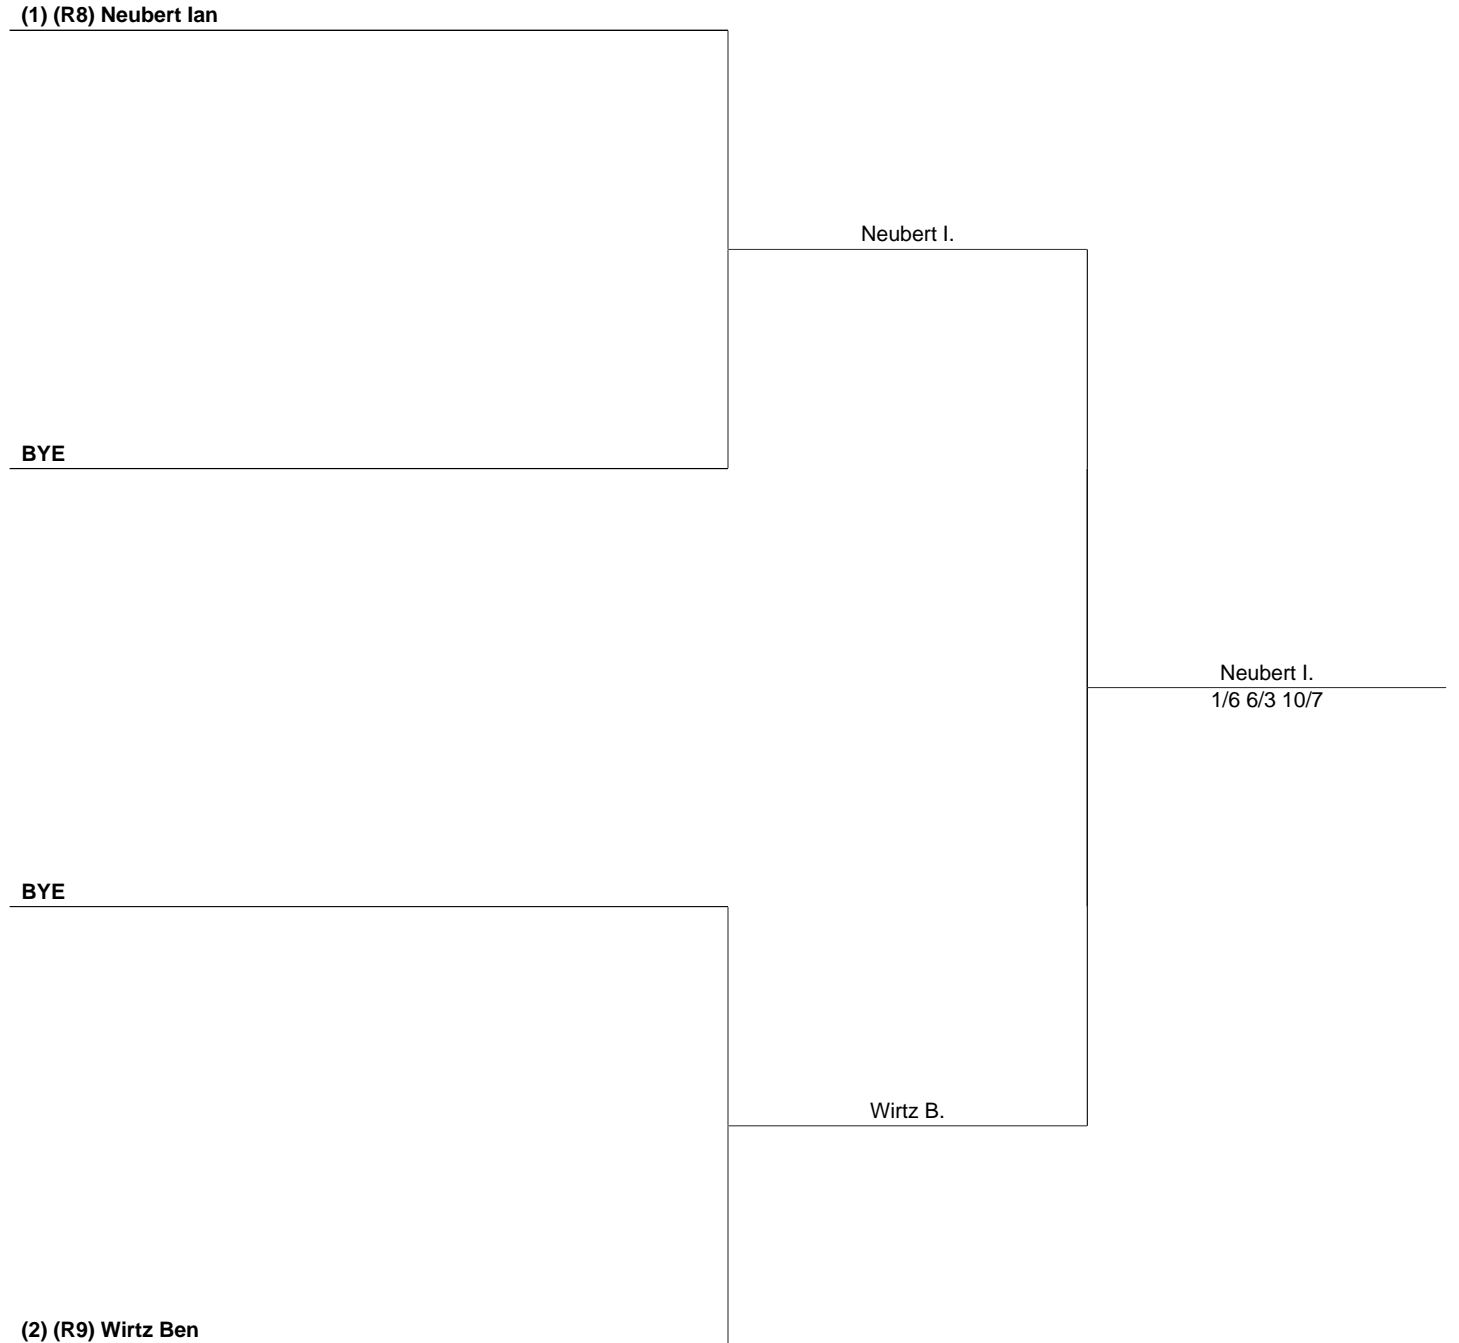 (1) (R8) Neubert Ian
Neubert I.
BYE
Neubert I.
1/6 6/3 10/7
BYE
Wirtz B.
(2) (R9) Wirtz Ben